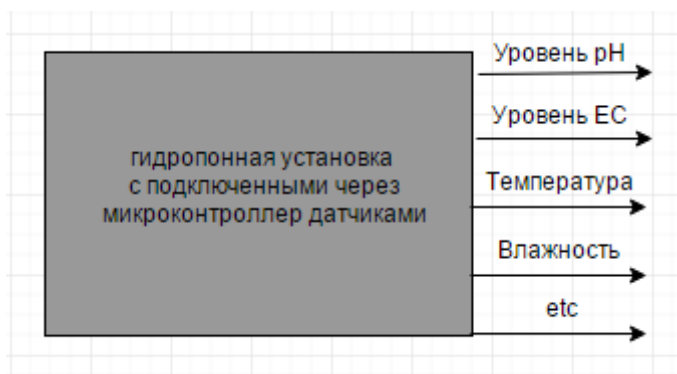 Уровень pH
Уровень EC
гидропонная установка
с подключенными через
микроконтроллер датчиками
Температура
Влажность
etc